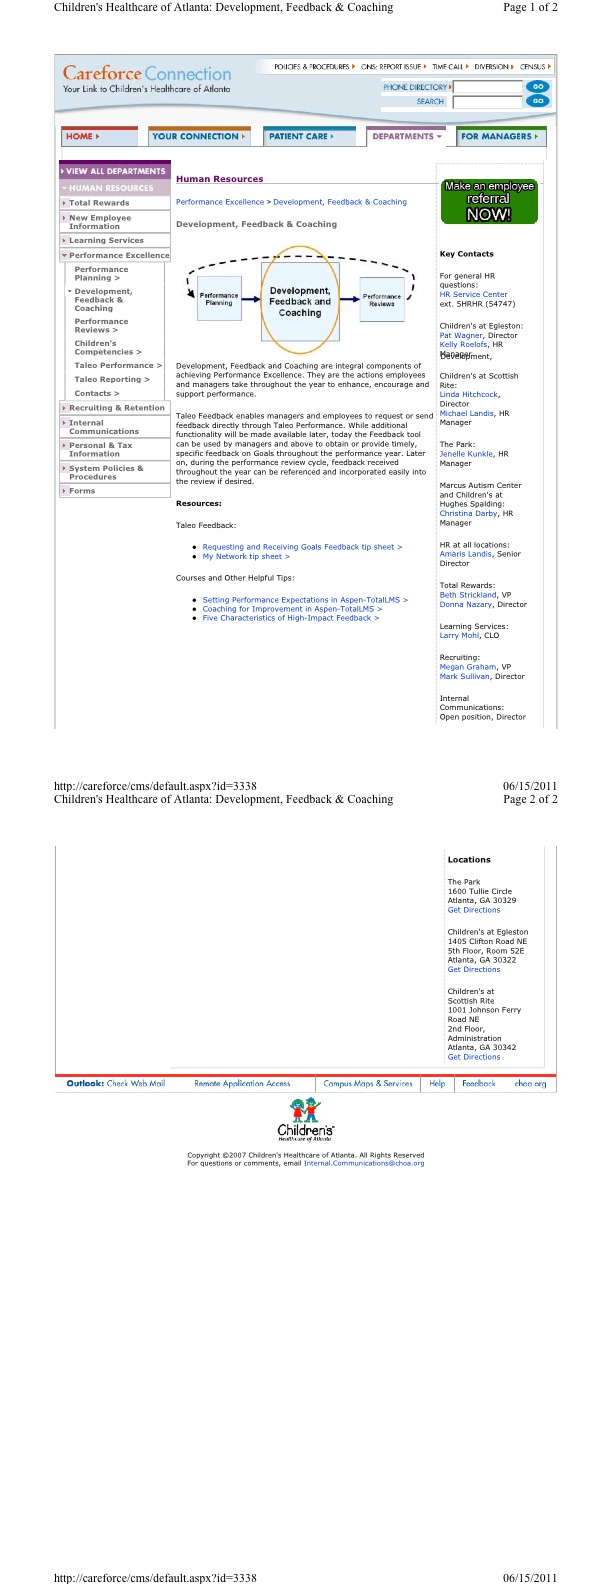 Children's Healthcare of Atlanta: Development, Feedback & Coaching
Page 1 of 2
Careforce Connection
Your Link to Children's Healthcare of Atlanta
POLICIES & PROCEDURES
ONS: REPORT ISSUE
TIME CALL
DIVERSION
CENSUS
PHONE DIRECTORY
GO
SEARCH
GO
HOME
YOUR CONNECTION
PATIENT CARE
DEPARTMENTS
FOR MANAGERS
VIEW ALL DEPARTMENTS
HUMAN RESOURCES
Total Rewards
New Employee
Information
Learning Services
Performance Excellence
Performance
Planning >
Development,
Feedback &
Coaching
Performance
Reviews >
Children's
Competencies >
Taleo Performance >
Taleo Reporting >
Contacts >
Recruiting & Retention
Internal
Communications
Personal & Tax
Information
System Policies &
Procedures
Forms
Human Resources
Performance Excellence > Development, Feedback & Coaching
Development, Feedback & Coaching
Performance
Planning
Development,
Feedback and
Coaching
Performance
Reviews
Development, Feedback and Coaching are integral components of
achieving Performance Excellence. They are the actions employees
and managers take throughout the year to enhance, encourage and
support performance.
Taleo Feedback enables managers and employees to request or send
feedback directly through Taleo Performance. While additional
functionality will be made available later, today the Feedback tool
can be used by managers and above to obtain or provide timely,
specific feedback on Goals throughout the performance year. Later
on, during the performance review cycle, feedback received
throughout the year can be referenced and incorporated easily into
the review if desired.
Resources:
Taleo Feedback:
• Requesting and Receiving Goals Feedback tip sheet >
• My Network tip sheet >
Courses and Other Helpful Tips:
• Setting Performance Expectations in Aspen-TotalLMS >
• Coaching for Improvement in Aspen-TotalLMS >
• Five Characteristics of High-Impact Feedback >
Make an employee
referral
NOW!
Key Contacts
For general HR
questions:
HR Service Center
ext. 5HRHR (54747)
Children's at Egleston:
Pat Wagner, Director
Kelly Roelofs, HR
Manager
Development,
Children's at Scottish
Rite:
Linda Hitchcock,
Director
Michael Landis, HR
Manager
The Park:
Jenelle Kunkle, HR
Manager
Marcus Autism Center
and Children's at
Hughes Spalding:
Christina Darby, HR
Manager
HR at all locations:
Amaris Landis, Senior
Director
Total Rewards:
Beth Strickland, VP
Donna Nazary, Director
Learning Services:
Larry Mohl, CLO
Recruiting:
Megan Graham, VP
Mark Sullivan, Director
Internal
Communications:
Open position, Director
http://careforce/cms/default.aspx?id=3338
06/15/2011
Children's Healthcare of Atlanta: Development, Feedback & Coaching
Page 2 of 2
Locations
The Park
1600 Tullie Circle
Atlanta, GA 30329
Get Directions
Children's at Egleston
1405 Clifton Road NE
5th Floor, Room 52E
Atlanta, GA 30322
Get Directions
Children's at
Scottish Rite
1001 Johnson Ferry
Road NE
2nd Floor,
Administration
Atlanta, GA 30342
Get Directions
Outlook: Check Web Mail
Remote Application Access
Campus Maps & Services
Help
Feedback
choa.org
Children's
Healthcare of Atlanta
Copyright ©2007 Children's Healthcare of Atlanta. All Rights Reserved
For questions or comments, email Internal.Communications@choa.org
http://careforce/cms/default.aspx?id=3338
06/15/2011